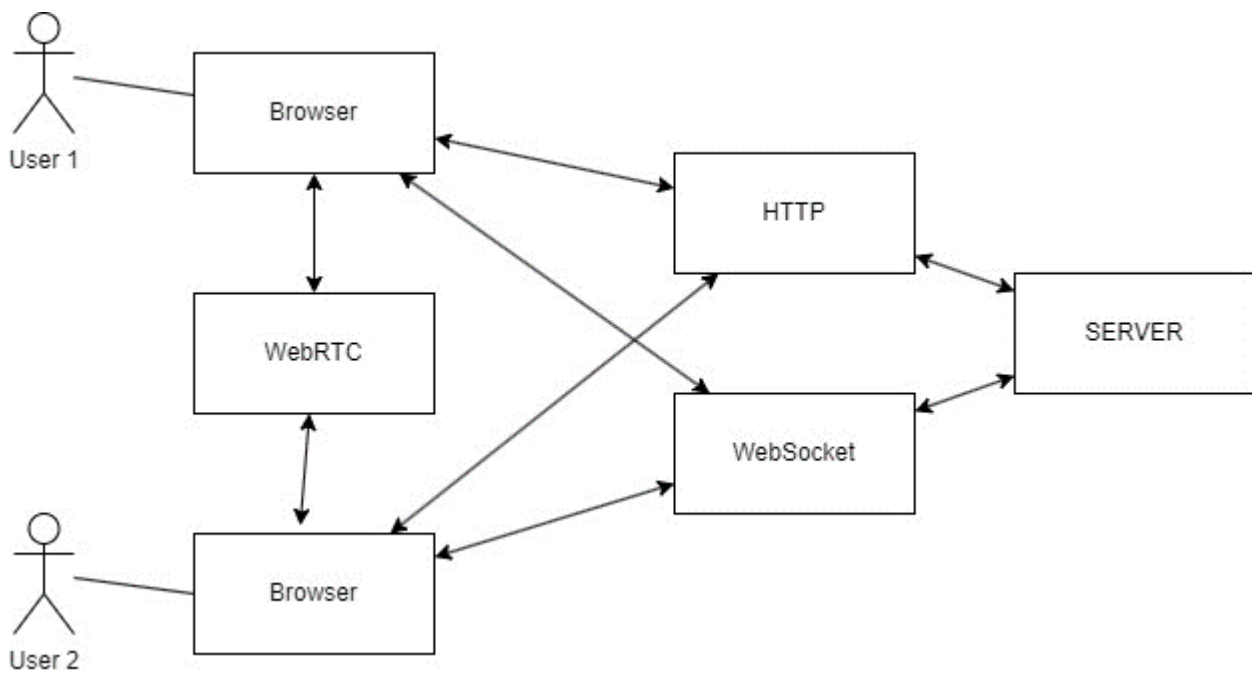 Browser
User 1
HTTP
SERVER
WebRTC
WebSocket
Browser
User 2